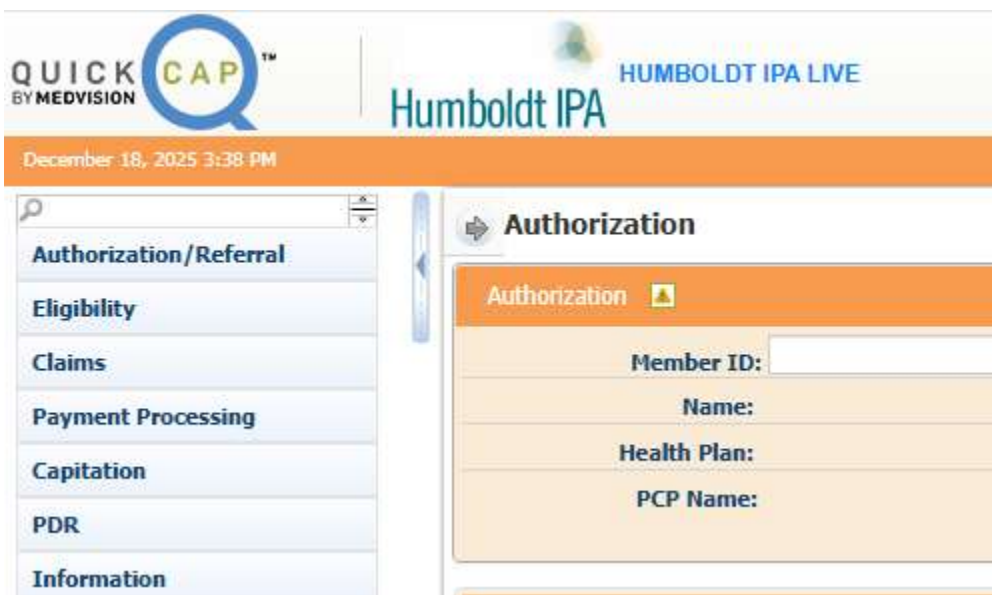 QUICK CAP™
BY MEDVISION
Humboldt IPA
HUMBOLDT IPA LIVE
December 18, 2025 3:38 PM
Authorization/Referral
Eligibility
Claims
Payment Processing
Capitation
PDR
Information
Authorization
Authorization
Member ID:
Name:
Health Plan:
PCP Name: